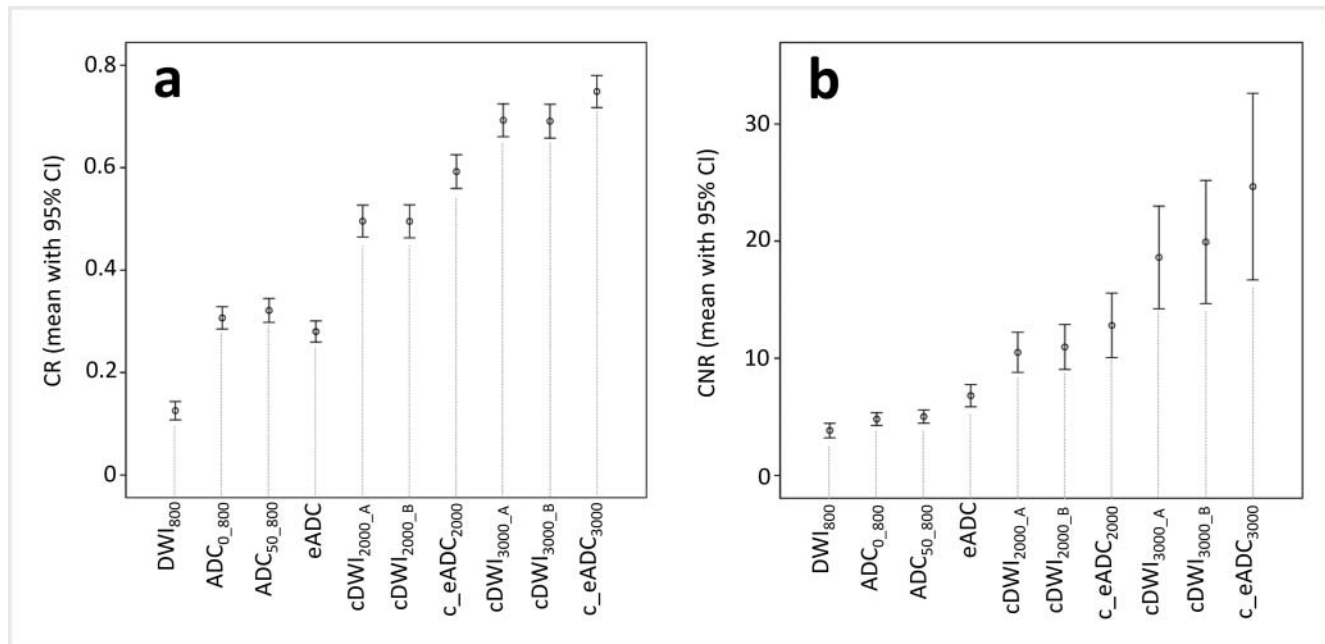 a
CR (mean with 95% CI)
0.8
0.6
0.4
0.2
0
DWI800
ADC0_800
ADC50_800
eADC
cDWI2000_A
cDWI2000_B
c_eADC2000
cDWI3000_A
cDWI3000_B
c_eADC3000
b
CNR (mean with 95% CI)
30
20
10
0
DWI800
ADC0_800
ADC50_800
eADC
cDWI2000_A
cDWI2000_B
c_eADC2000
cDWI3000_A
cDWI3000_B
c_eADC3000